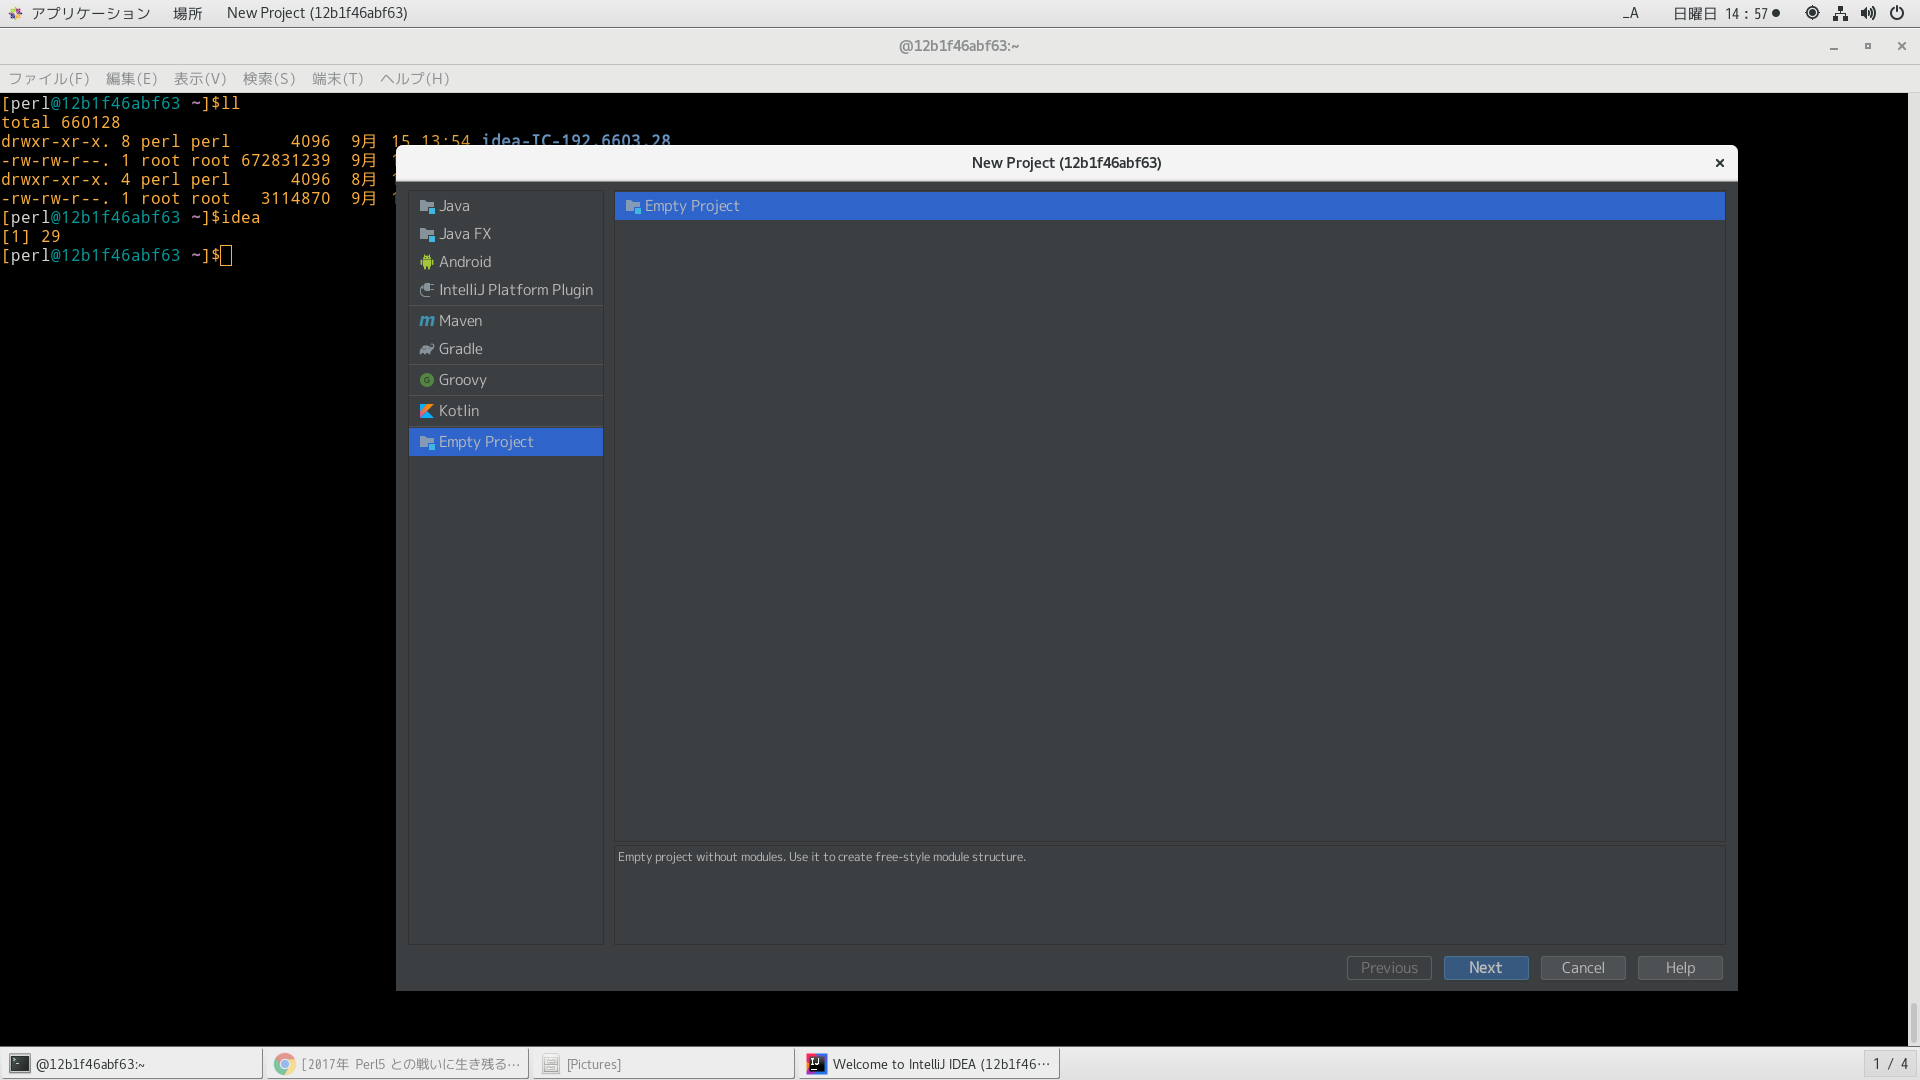 アプリケーション 場所 New Project (12b1f46abf63) _A 日曜日 14：57
@12b1f46abf63:~
ファイル(F) 編集(E) 表示(V) 検索(S) 端末(T) ヘルプ(H)
[perl@12b1f46abf63 ~]$ll
total 660128
drwxr-xr-x. 8 perl perl 4096 9月 15 13:54 idea-IC-192.6603.28
-rw-rw-r--. 1 root root 672831239 9月
drwxr-xr-x. 4 perl perl 4096 8月
-rw-rw-r--. 1 root root 3114870 9月
[perl@12b1f46abf63 ~]$idea
[1] 29
[perl@12b1f46abf63 ~]$
New Project (12b1f46abf63)
Java
Java FX
Android
IntelliJ Platform Plugin
Maven
Gradle
Groovy
Kotlin
Empty Project
Empty Project
Empty project without modules. Use it to create free-style module structure.
Previous Next Cancel Help
@12b1f46abf63:~ [2017年 Perl5 との戦いに生き残る… [Pictures] Welcome to IntelliJ IDEA (12b1f46… 1 / 4